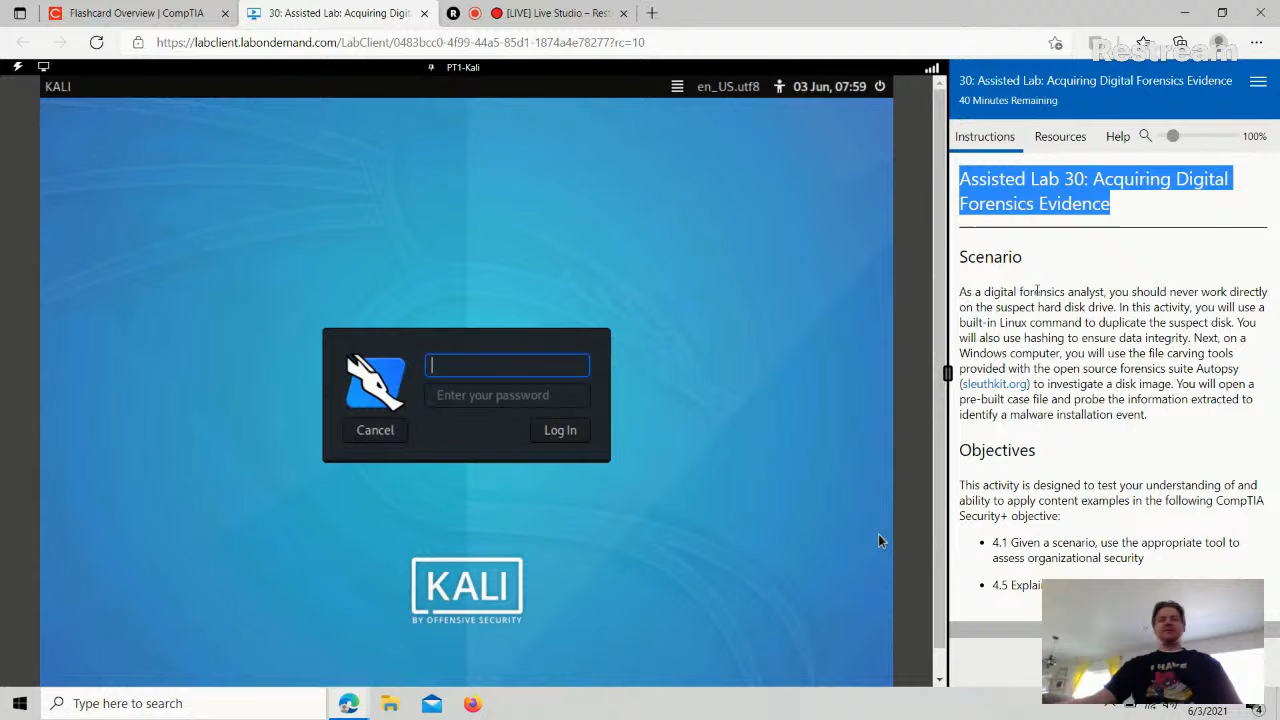 Flashcard Overview | CompTIA
30: Assisted Lab: Acquiring Digit
[LIVE] Live Studio – Rest
https://labclient.labondemand.com/LabClient/0483bcc0-4f99-44a5-85d1-1874a4e78277?rc=10
Restream
PT1-Kali
KALI
en_US.utf8
03 Jun, 07:59
Enter your password
Cancel
Log In
KALI
BY OFFENSIVE SECURITY
30: Assisted Lab: Acquiring Digital Forensics Evidence
40 Minutes Remaining
Instructions
Resources
Help
100%
Assisted Lab 30: Acquiring Digital
Forensics Evidence
Scenario
As a digital forensics analyst, you should never work directly
on the suspect hard disk drive. In this activity, you will use a
built-in Linux command to duplicate the suspect disk. You
will also use hashing to ensure data integrity. Next, on a
Windows computer, you will use the file carving tools
provided with the open source forensics suite Autopsy
(sleuthkit.org) to investigate a disk image. You will open a
pre-built case file and probe the information extracted to
identify a malware installation event.
Objectives
This activity is designed to test your understanding of and
ability to apply content examples in the following CompTIA
Security+ objective:
• 4.1 Given a scenario, use the appropriate tool to
assess organizational security
• 4.5 Explai
I HAVE
Type here to search
6/3/2021
4